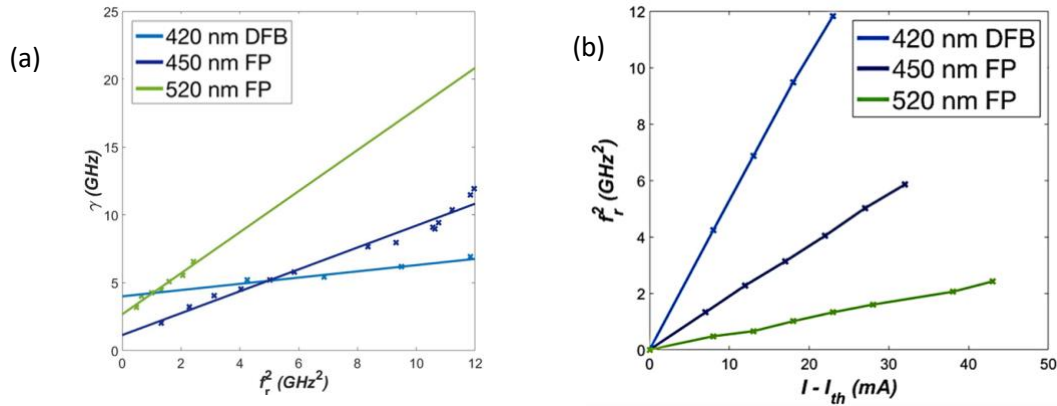 (a)
420 nm DFB
450 nm FP
520 nm FP
25
20
15
10
5
0
γ (GHz)
0 2 4 6 8 10 12
f_r^2 (GHz^2)
(b)
420 nm DFB
450 nm FP
520 nm FP
12
10
8
6
4
2
0
f_r^2 (GHz^2)
0 10 20 30 40 50
I - I_th (mA)